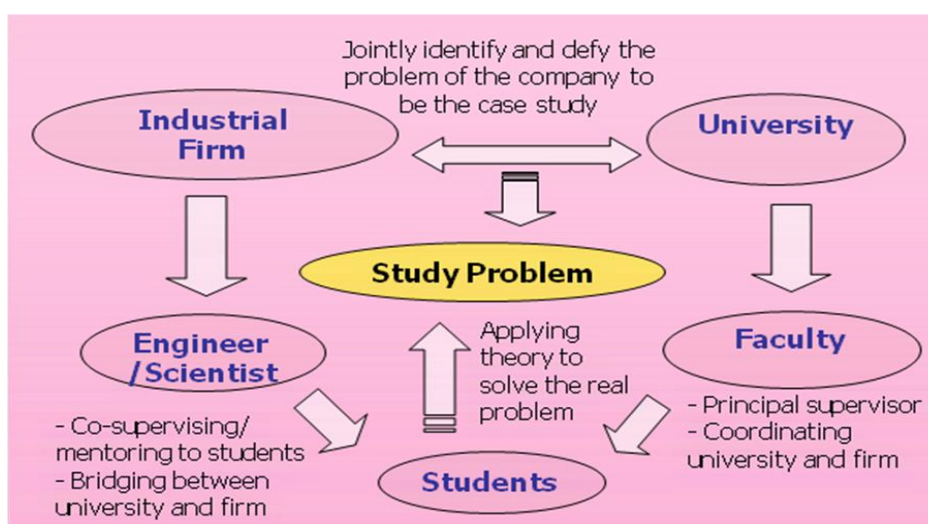 Jointly identify and defy the
problem of the company to
be the case study
Industrial
Firm
University
Study Problem
Engineer
/Scientist
Applying
theory to
solve the real
problem
Faculty
- Co-supervising/
mentoring to students
- Bridging between
university and firm
- Principal supervisor
- Coordinating
university and firm
Students